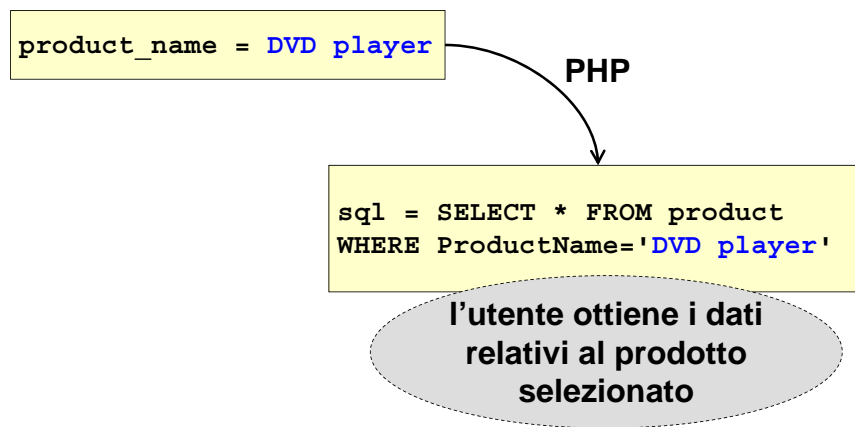 product_name = DVD player
PHP
sql = SELECT * FROM product
WHERE ProductName='DVD player'
l’utente ottiene i dati
relativi al prodotto
selezionato